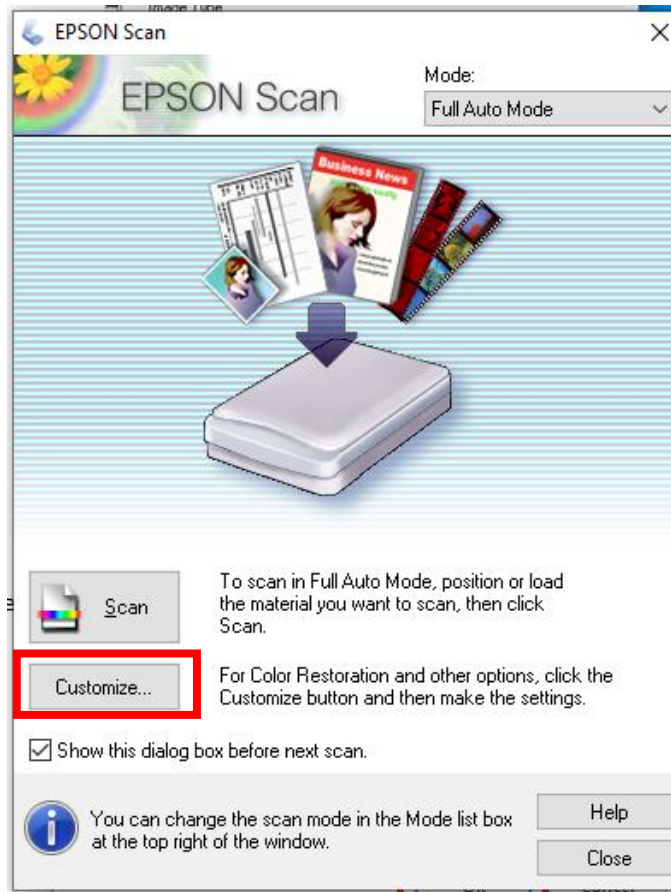 Image Type
EPSON Scan
EPSON Scan
Mode:
Full Auto Mode
Business News
Scan
To scan in Full Auto Mode, position or load
the material you want to scan, then click
Scan.
Customize...
For Color Restoration and other options, click the
Customize button and then make the settings.
Show this dialog box before next scan.
You can change the scan mode in the Mode list box
at the top right of the window.
Help
Close